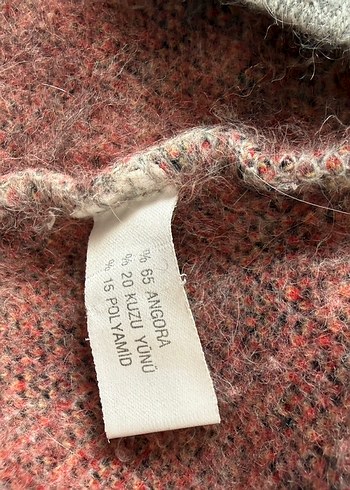 % 65 ANGORA
% 20 KUZU YÜNÜ
% 15 POLYAMİD